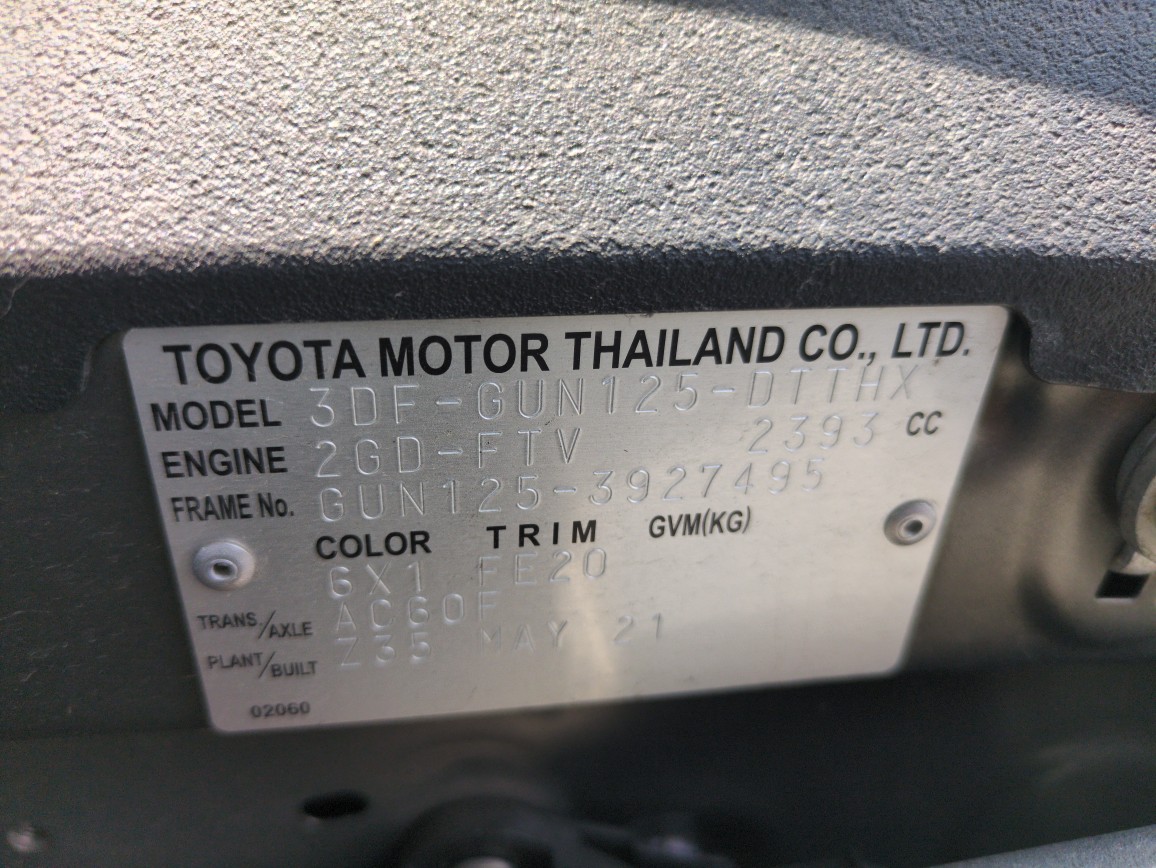 TOYOTA MOTOR THAILAND CO., LTD.
MODEL 3DF-GUN125-DTTHX
ENGINE 2GD-FTV 2393 CC
FRAME No. GUN125-3927495
COLOR TRIM GVM(KG)
6X1 FE20
TRANS./AXLE AC60F
PLANT/BUILT Z35 MAY 21
02060